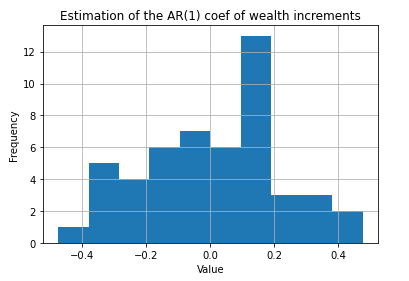 Estimation of the AR(1) coef of wealth increments
Frequency
12
10
8
6
4
2
0
−0.4 −0.2 0.0 0.2 0.4
Value